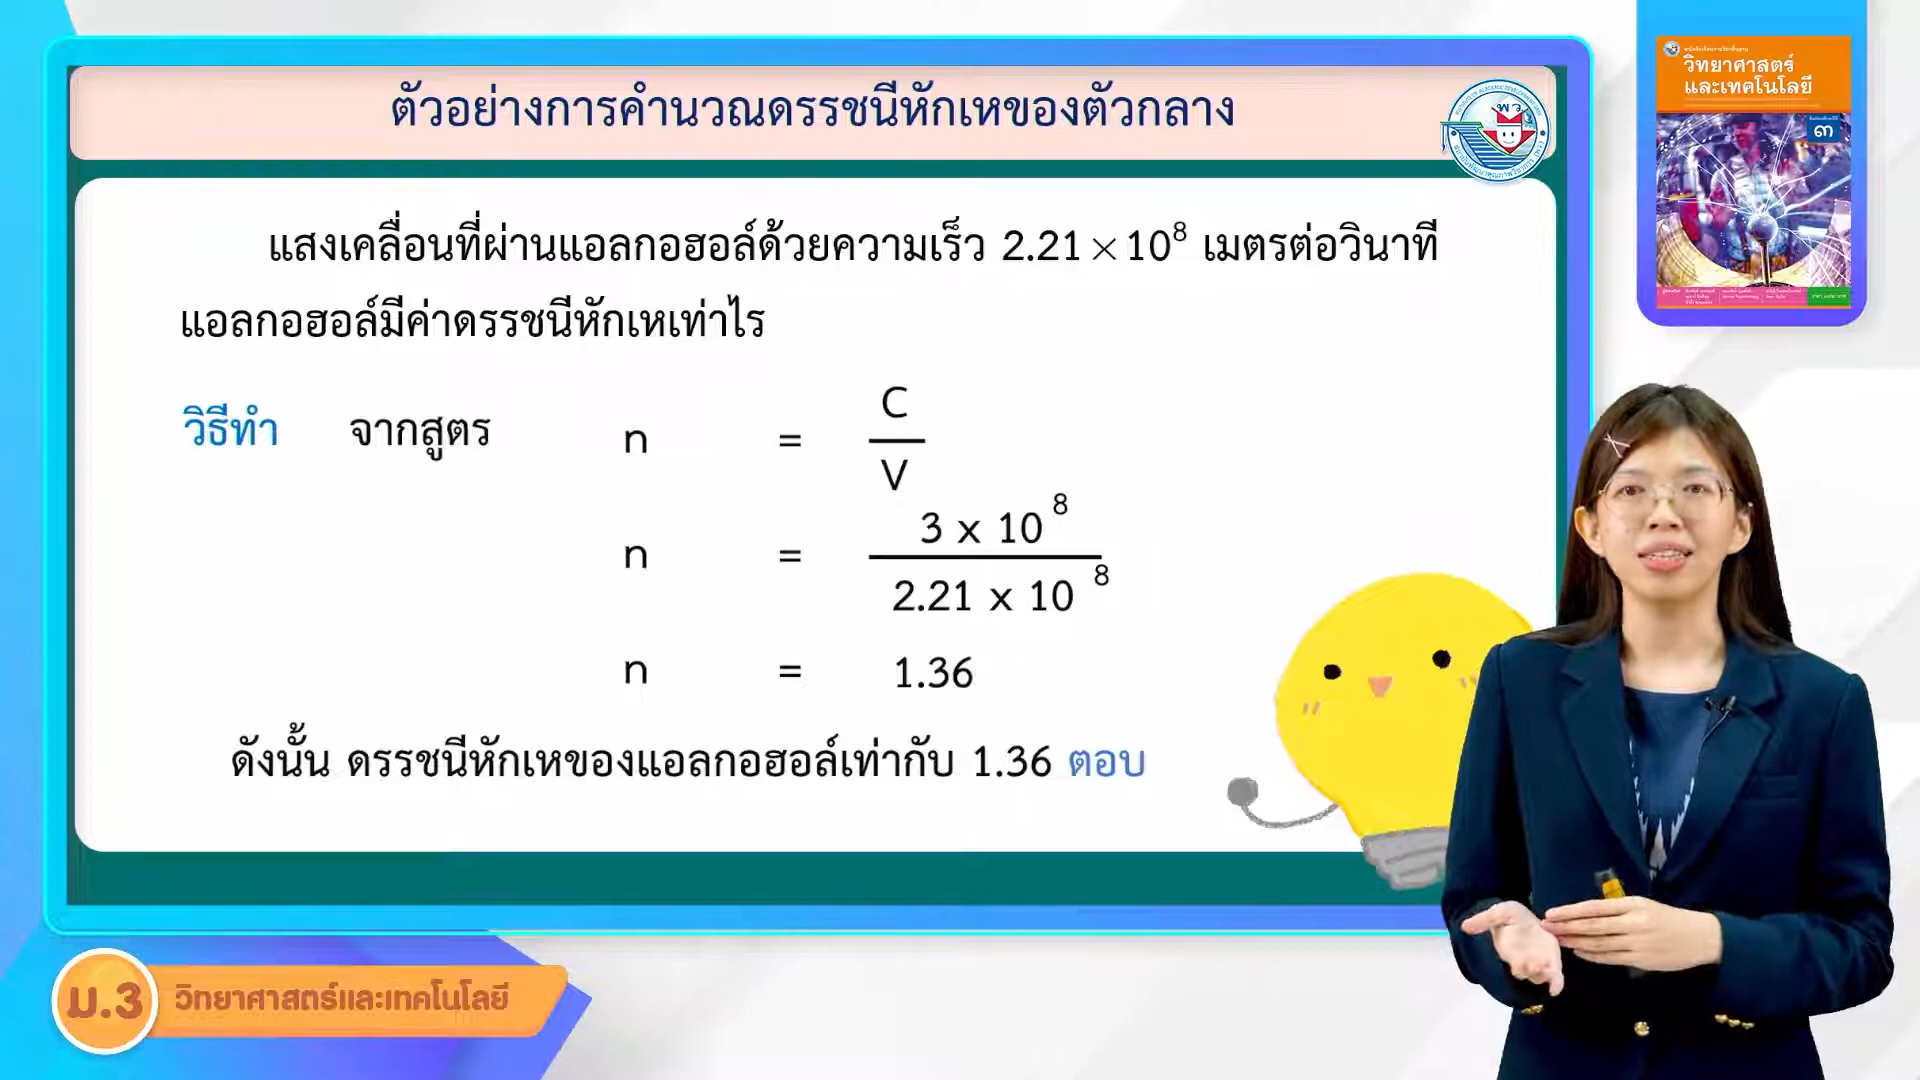 ตัวอย่างการคำนวณดรรชนีหักเหของตัวกลาง
พว
วิทยาศาสตร์
และเทคโนโลยี
๓
แสงเคลื่อนที่ผ่านแอลกอฮอล์ด้วยความเร็ว 2.21 × 10⁸ เมตรต่อวินาที
แอลกอฮอล์มีค่าดรรชนีหักเหเท่าไร
วิธีทำ จากสูตร n = C
V
n = 3 x 10 ⁸
2.21 x 10 ⁸
n = 1.36
ดังนั้น ดรรชนีหักเหของแอลกอฮอล์เท่ากับ 1.36 ตอบ
ม.3 วิทยาศาสตร์และเทคโนโลยี